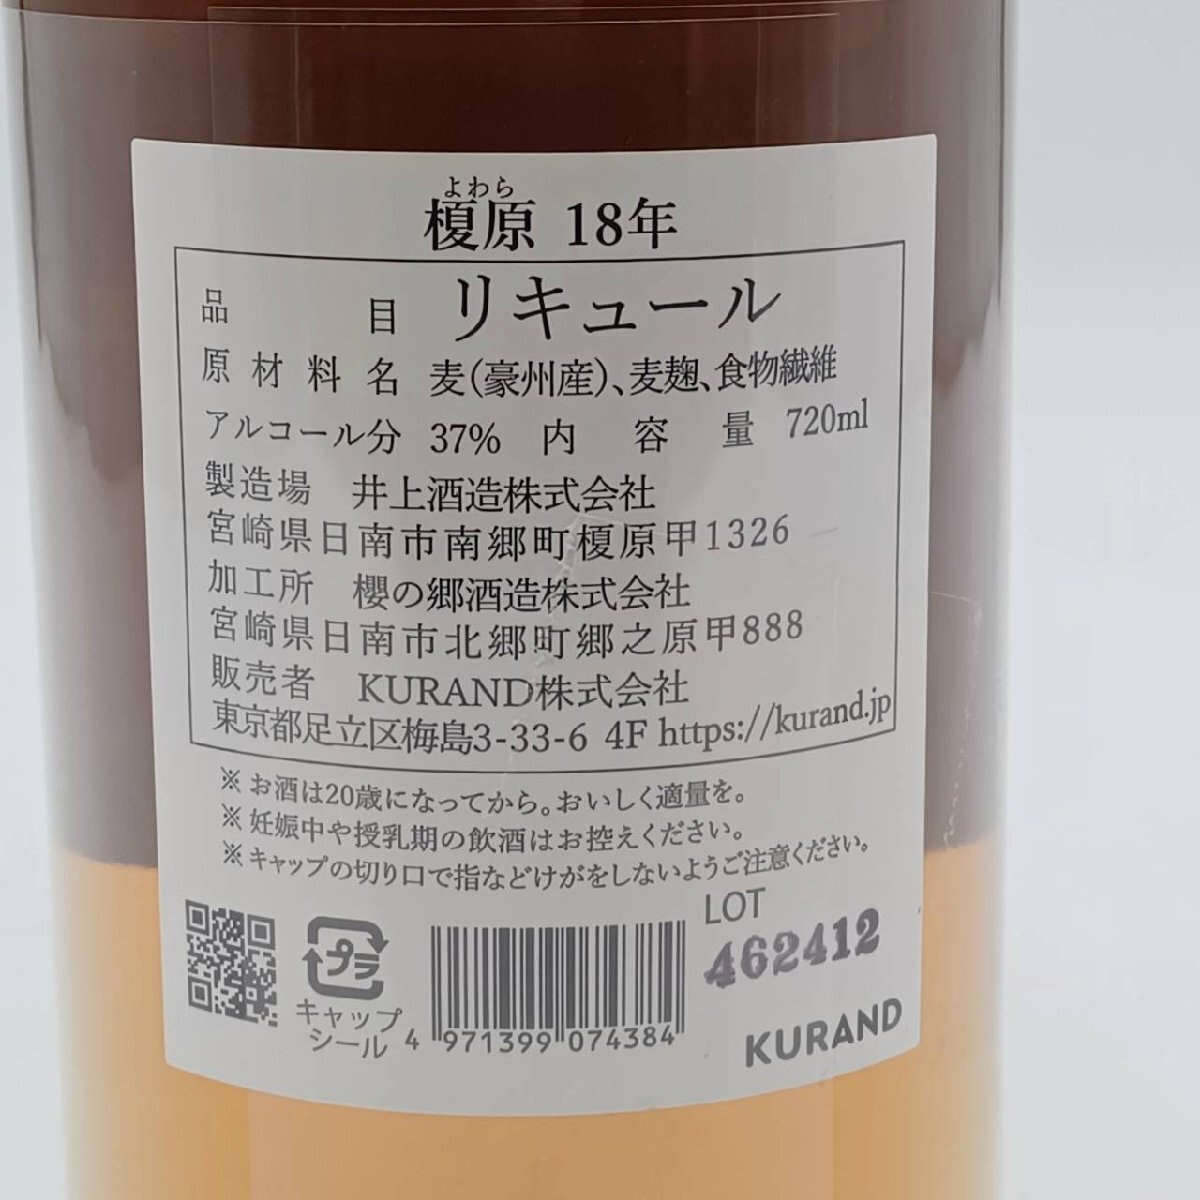 よわら
榎原 18年
品目 リキュール
原材料名 麦(豪州産)、麦麹、食物繊維
アルコール分 37% 内容量 720ml
製造場 井上酒造株式会社
宮崎県日南市南郷町榎原甲1326
加工所 櫻の郷酒造株式会社
宮崎県日南市北郷町郷之原甲888
販売者 KURAND株式会社
東京都足立区梅島3-33-6 4F https://kurand.jp
※お酒は20歳になってから。おいしく適量を。
※妊娠中や授乳期の飲酒はお控えください。
※キャップの切り口で指などけがをしないようご注意ください。
プラ
キャップ
シール
4 971399 074384
LOT
462412
KURAND